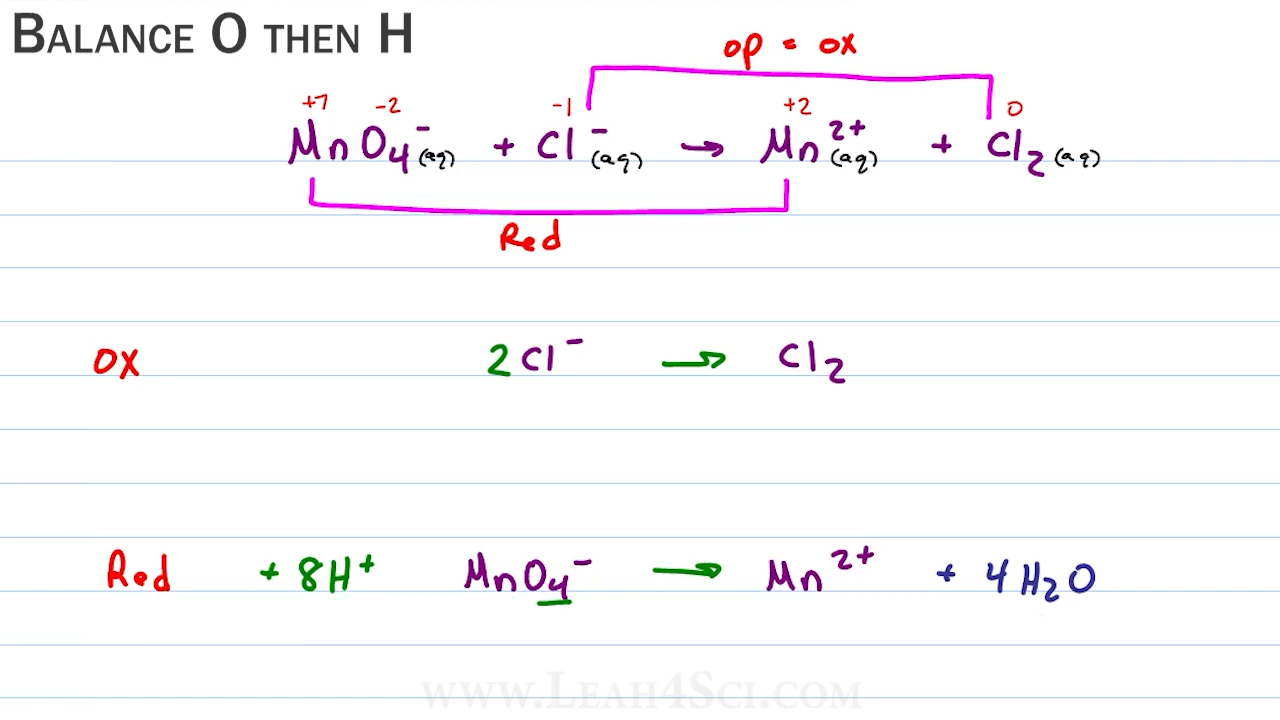 BALANCE O THEN H
op = ox
+7 -2 -1 +2 0
MnO₄⁻(aq) + Cl⁻(aq) → Mn²⁺(aq) + Cl₂(aq)
Red
OX 2Cl⁻ → Cl₂
Red + 8H⁺ MnO₄⁻ → Mn²⁺ + 4H₂O
www.Leah4Sci.com